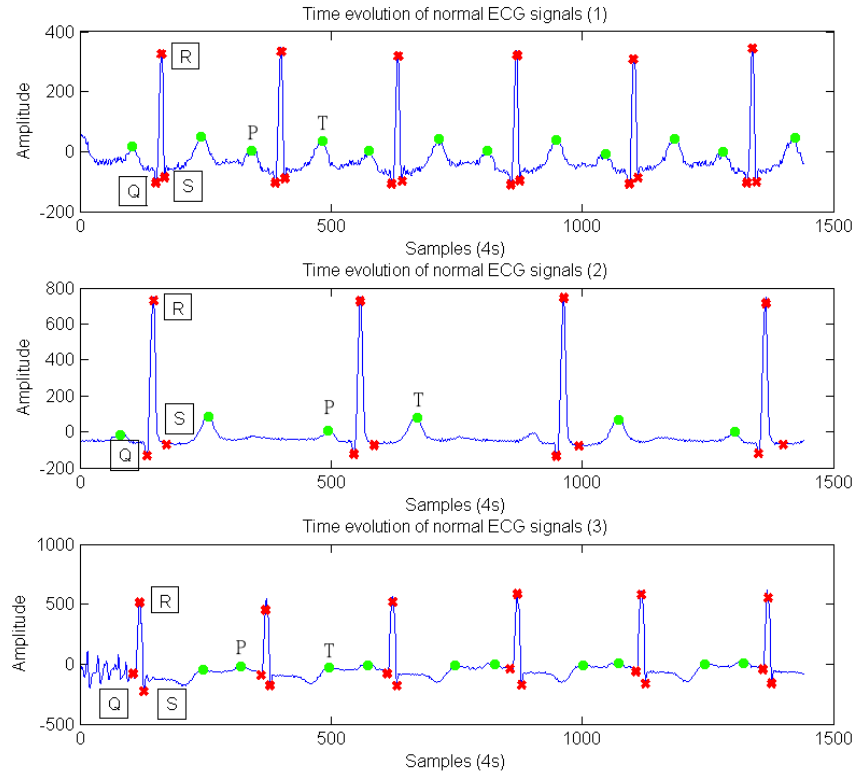 Time evolution of normal ECG signals (1)
400
200
0
-200
Amplitude
R
P
T
Q
S
0
500
1000
1500
Samples (4s)
Time evolution of normal ECG signals (2)
800
600
400
200
0
-200
Amplitude
R
S
P
T
Q
0
500
1000
1500
Samples (4s)
Time evolution of normal ECG signals (3)
1000
500
0
-500
Amplitude
R
P
T
Q
S
0
500
1000
1500
Samples (4s)